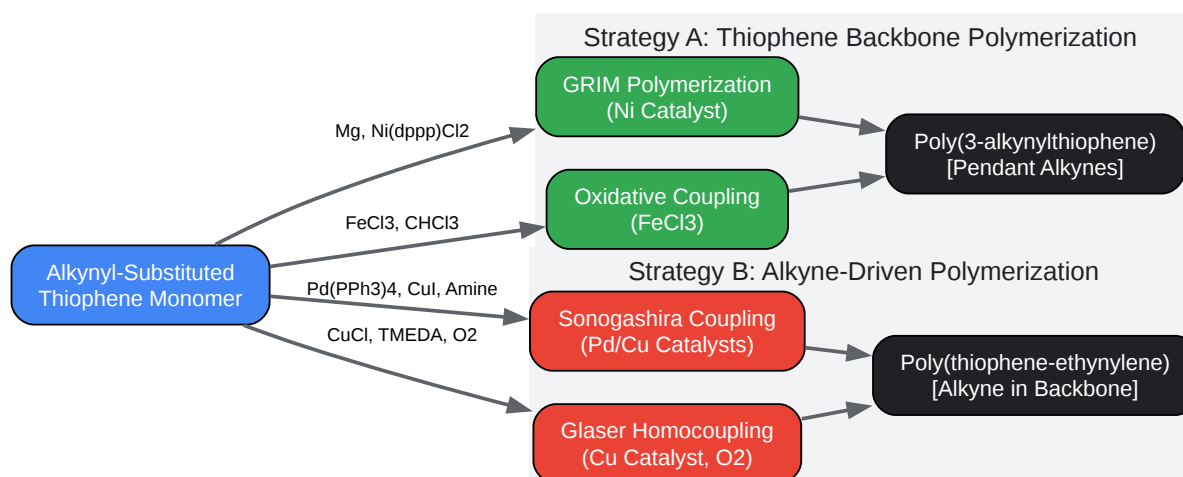 Strategy A: Thiophene Backbone Polymerization
GRIM Polymerization
(Ni Catalyst)
Mg, Ni(dppp)Cl2
Poly(3-alkynylthiophene)
[Pendant Alkynes]
Oxidative Coupling
(FeCl3)
FeCl3, CHCl3
Alkynyl-Substituted
Thiophene Monomer
Strategy B: Alkyne-Driven Polymerization
Pd(PPh3)4, CuI, Amine
Sonogashira Coupling
(Pd/Cu Catalysts)
CuCl, TMEDA, O2
Poly(thiophene-ethynylene)
[Alkyne in Backbone]
Glaser Homocoupling
(Cu Catalyst, O2)